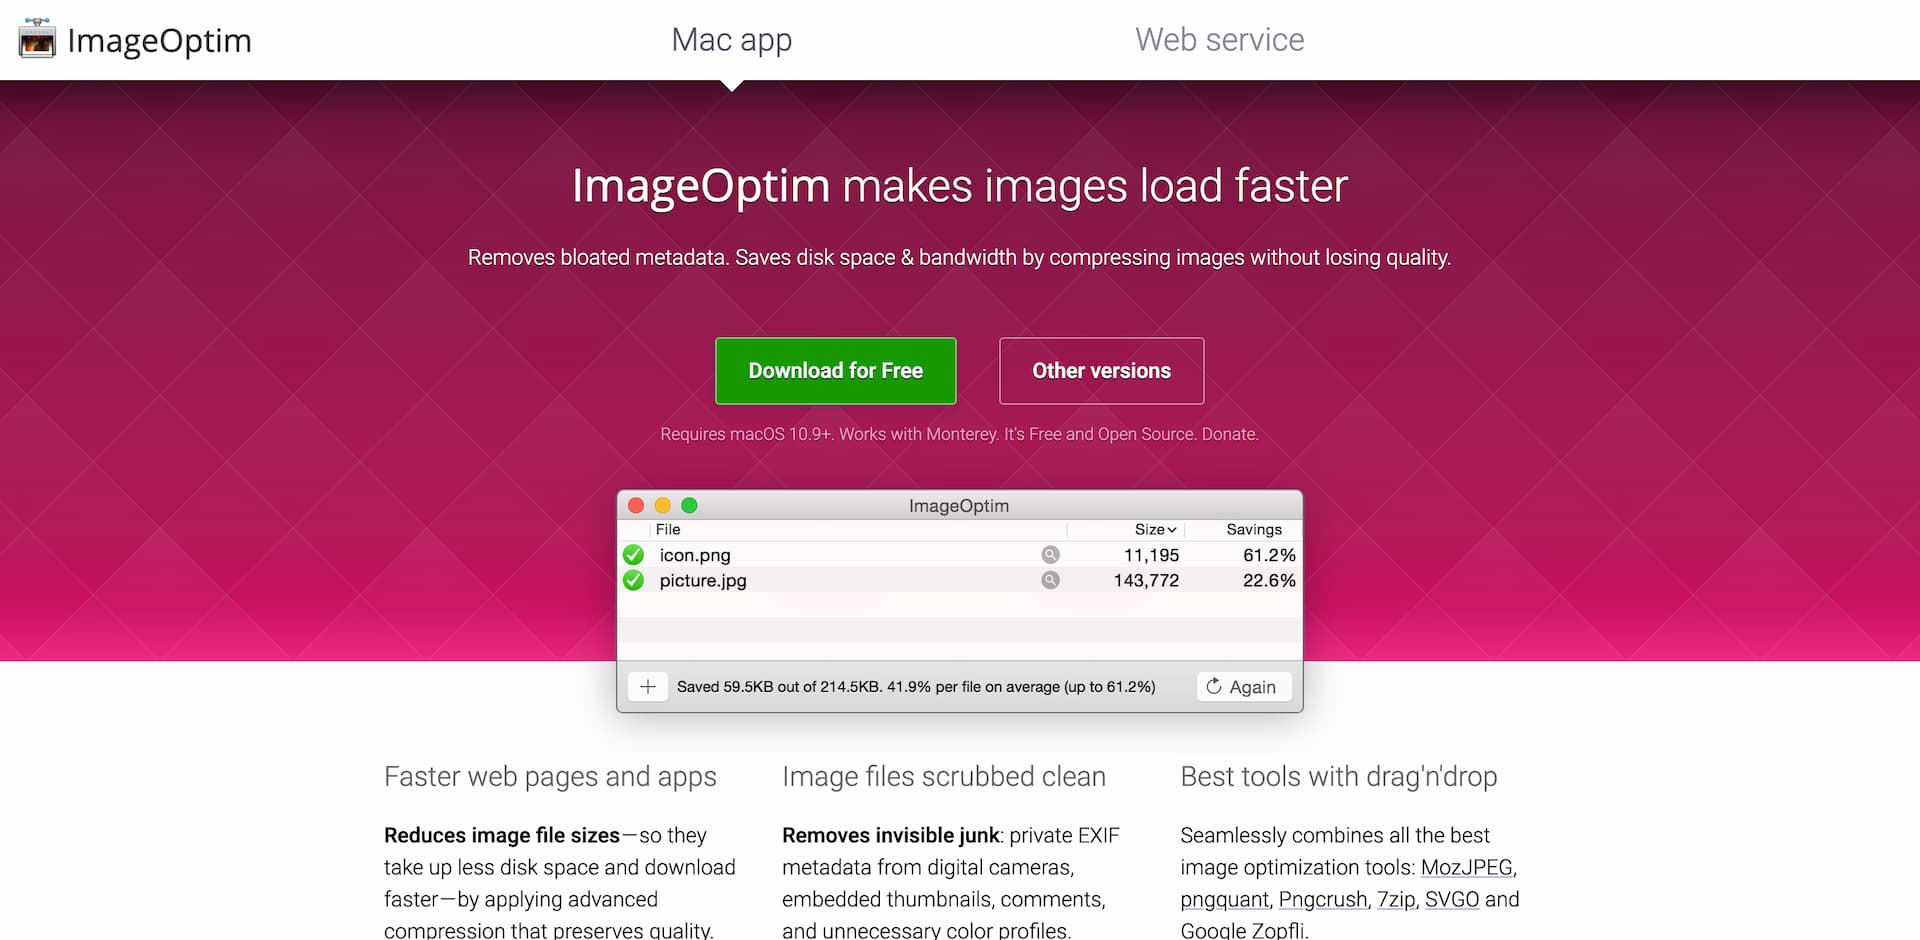 ImageOptim
Mac app
Web service
ImageOptim makes images load faster
Removes bloated metadata. Saves disk space & bandwidth by compressing images without losing quality.
Download for Free
Other versions
Requires macOS 10.9+. Works with Monterey. It's Free and Open Source. Donate.
ImageOptim
File Size Savings
icon.png 11,195 61.2%
picture.jpg 143,772 22.6%
Saved 59.5KB out of 214.5KB. 41.9% per file on average (up to 61.2%)
Again
Faster web pages and apps
Reduces image file sizes—so they
take up less disk space and download
faster—by applying advanced
compression that preserves quality.
Image files scrubbed clean
Removes invisible junk: private EXIF
metadata from digital cameras,
embedded thumbnails, comments,
and unnecessary color profiles.
Best tools with drag'n'drop
Seamlessly combines all the best
image optimization tools: MozJPEG,
pngquant, Pngcrush, 7zip, SVGO and
Google Zopfli.